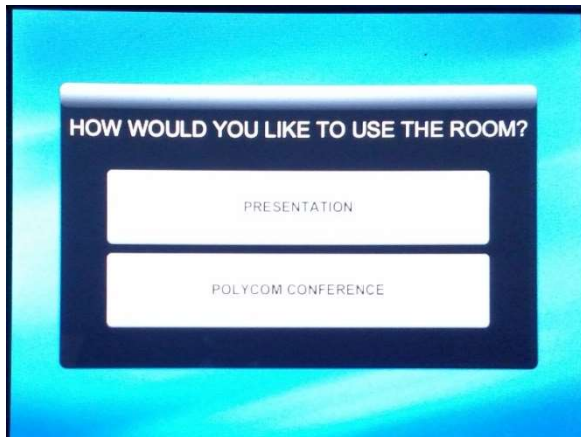 HOW WOULD YOU LIKE TO USE THE ROOM?
PRESENTATION
POLYCOM CONFERENCE